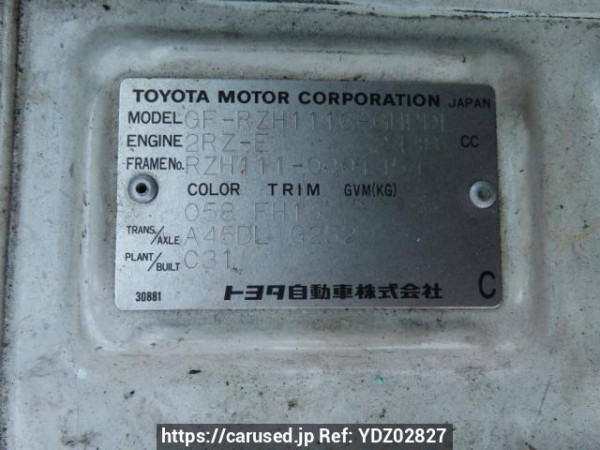 TOYOTA MOTOR CORPORATION JAPAN
MODEL GF-RZH111G-
ENGINE 2RZ-E CC
FRAME No. RZH111-
COLOR TRIM GVM(KG)
058 FH13
TRANS/AXLE A46DL G282
PLANT/BUILT C31
30881 トヨタ自動車株式会社 C
https://carused.jp Ref: YDZ02827